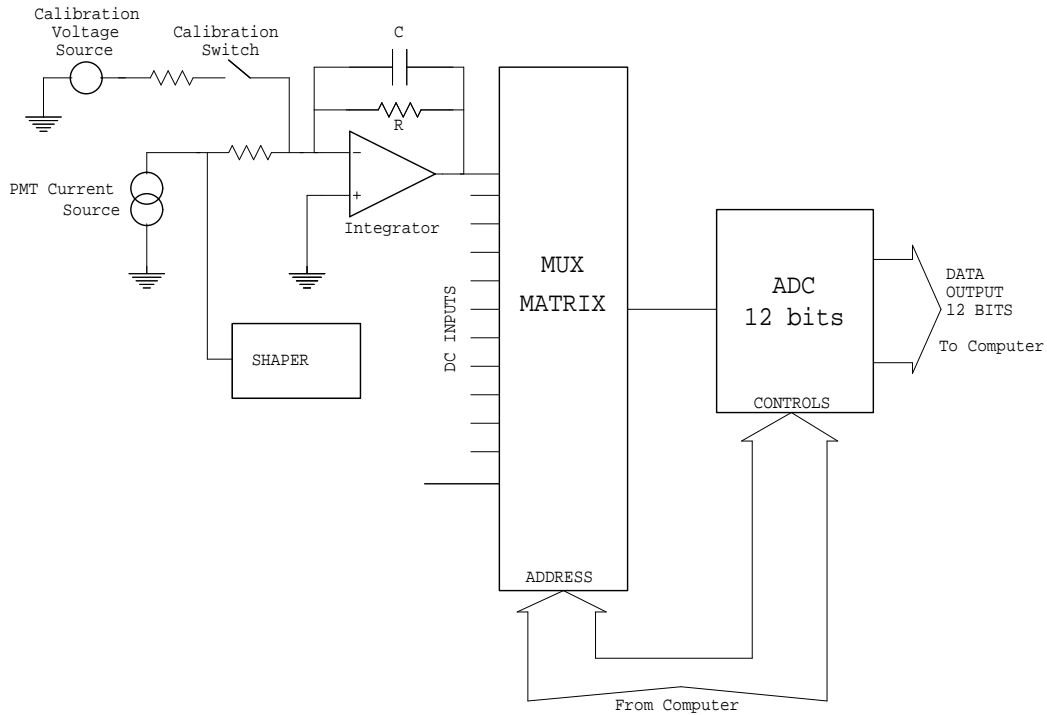 Calibration
Voltage
Source
Calibration
Switch
C
R
−
+
Integrator
PMT Current
Source
SHAPER
DC INPUTS
MUX
MATRIX
ADDRESS
ADC
12 bits
CONTROLS
DATA
OUTPUT
12 BITS
To Computer
From Computer